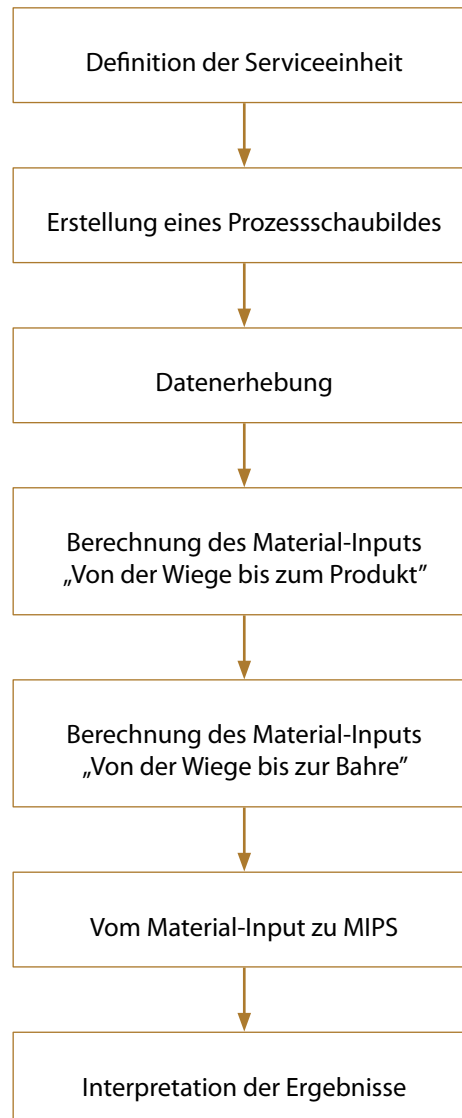 Definition der Serviceeinheit
Erstellung eines Prozessschaubildes
Datenerhebung
Berechnung des Material-Inputs
„Von der Wiege bis zum Produkt”
Berechnung des Material-Inputs
„Von der Wiege bis zur Bahre”
Vom Material-Input zu MIPS
Interpretation der Ergebnisse